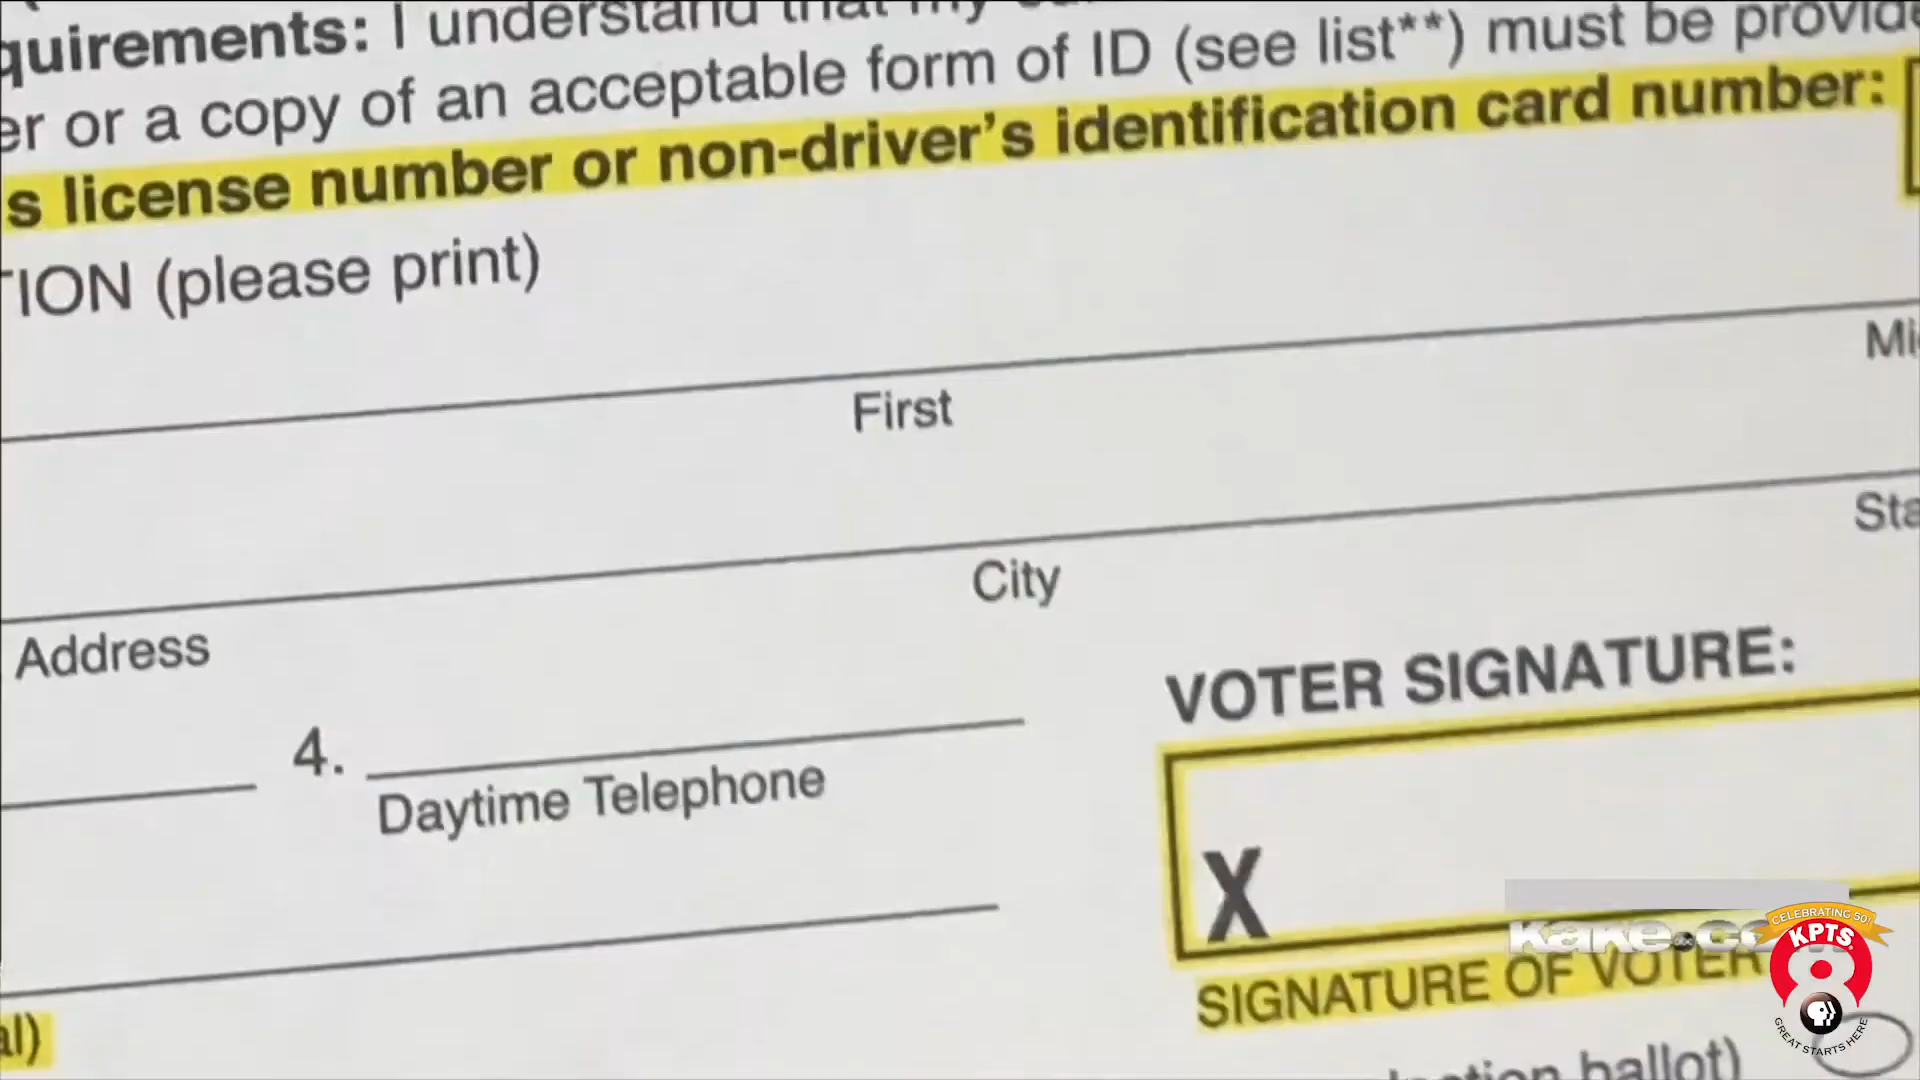 quirements: I understand that my
er or a copy of an acceptable form of ID (see list**) must be provide
s license number or non-driver's identification card number:
TION (please print)
First
Mi
City
Sta
Address
VOTER SIGNATURE:
4.
Daytime Telephone
X
kake.co
CELEBRATING 50!
KPTS
8
SIGNATURE OF VOTER
GREAT STARTS HERE
al)
ection ballot)